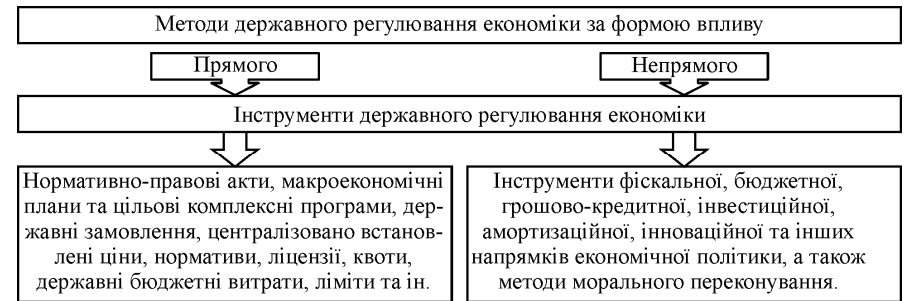 Методи державного регулювання економіки за формою впливу
Прямого
Непрямого
Інструменти державного регулювання економіки
Нормативно-правові акти, макроекономічні
плани та цільові комплексні програми, дер-
жавні замовлення, централізовано встанов-
лені ціни, нормативи, ліцензії, квоти,
державні бюджетні витрати, ліміти та ін.
Інструменти фіскальної, бюджетної,
грошово-кредитної, інвестиційної,
амортизаційної, інноваційної та інших
напрямків економічної політики, а також
методи морального переконування.